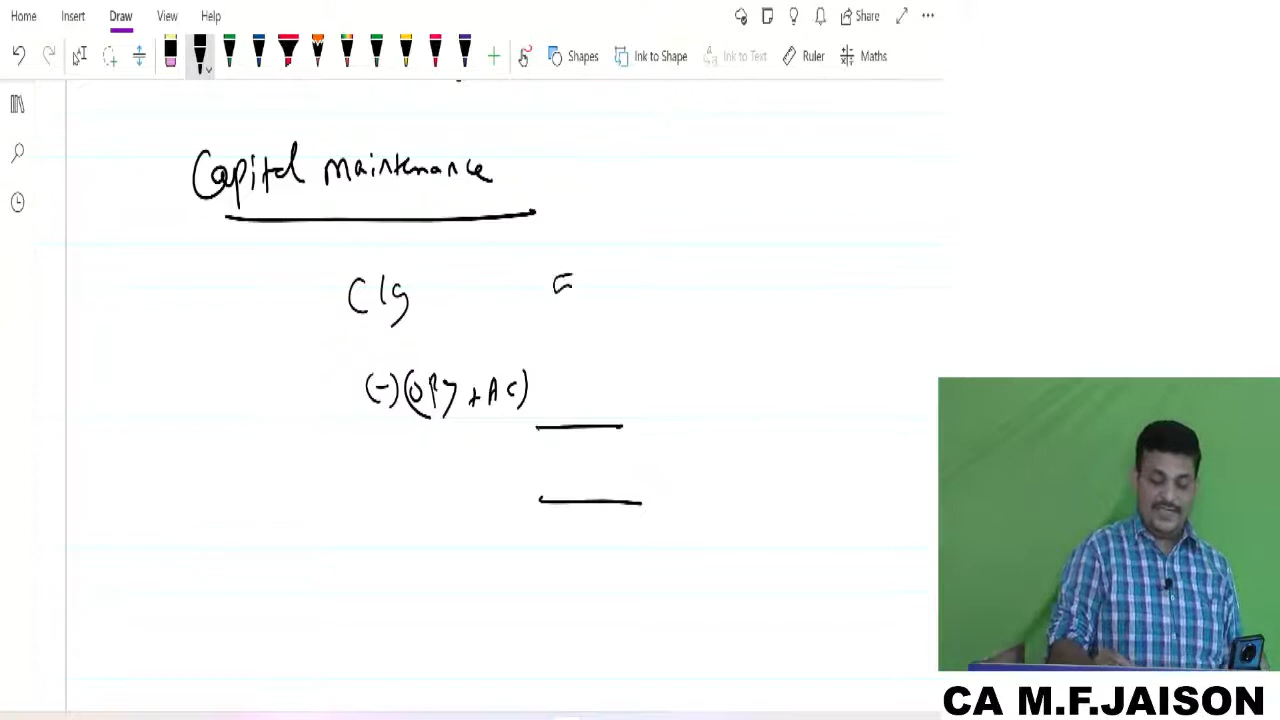 Home Insert Draw View Help Share
Shapes Ink to Shape Ink to Text Ruler Maths
Capital maintenance
Clg
(-) (OPg + AC)
CA M.F.JAISON